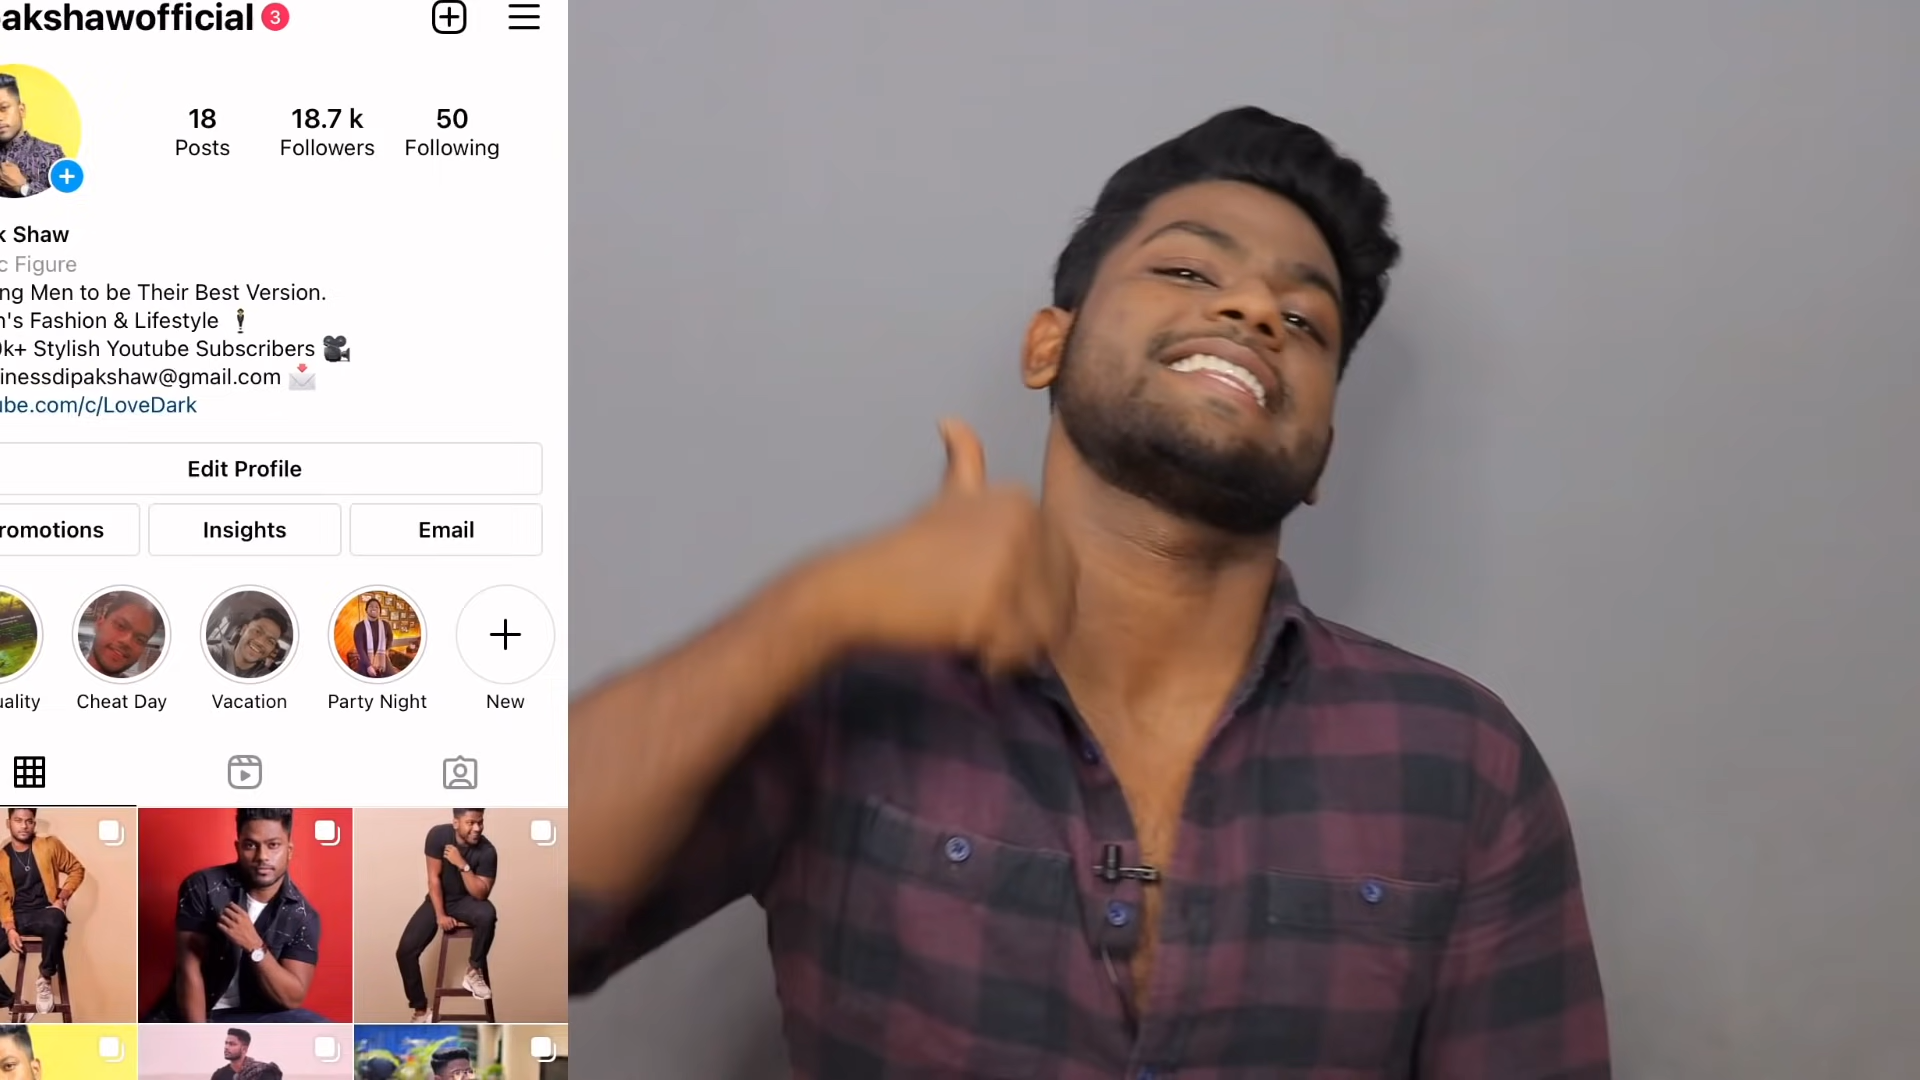 akshawofficial 3
18 18.7 k 50
Posts Followers Following
k Shaw
c Figure
ng Men to be Their Best Version.
n's Fashion & Lifestyle
0k+ Stylish Youtube Subscribers
inessdipakshaw@gmail.com
ube.com/c/LoveDark
Edit Profile
romotions Insights Email
uality Cheat Day Vacation Party Night New